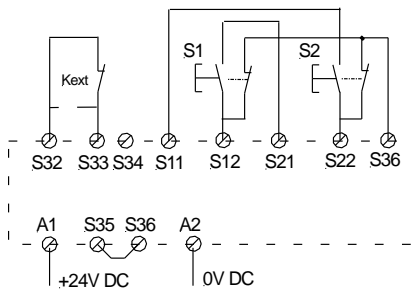 S1 S2
Kext
S32 S33 S34 S11 S12 S21 S22 S36
A1 S35 S36 A2
+24V DC 0V DC